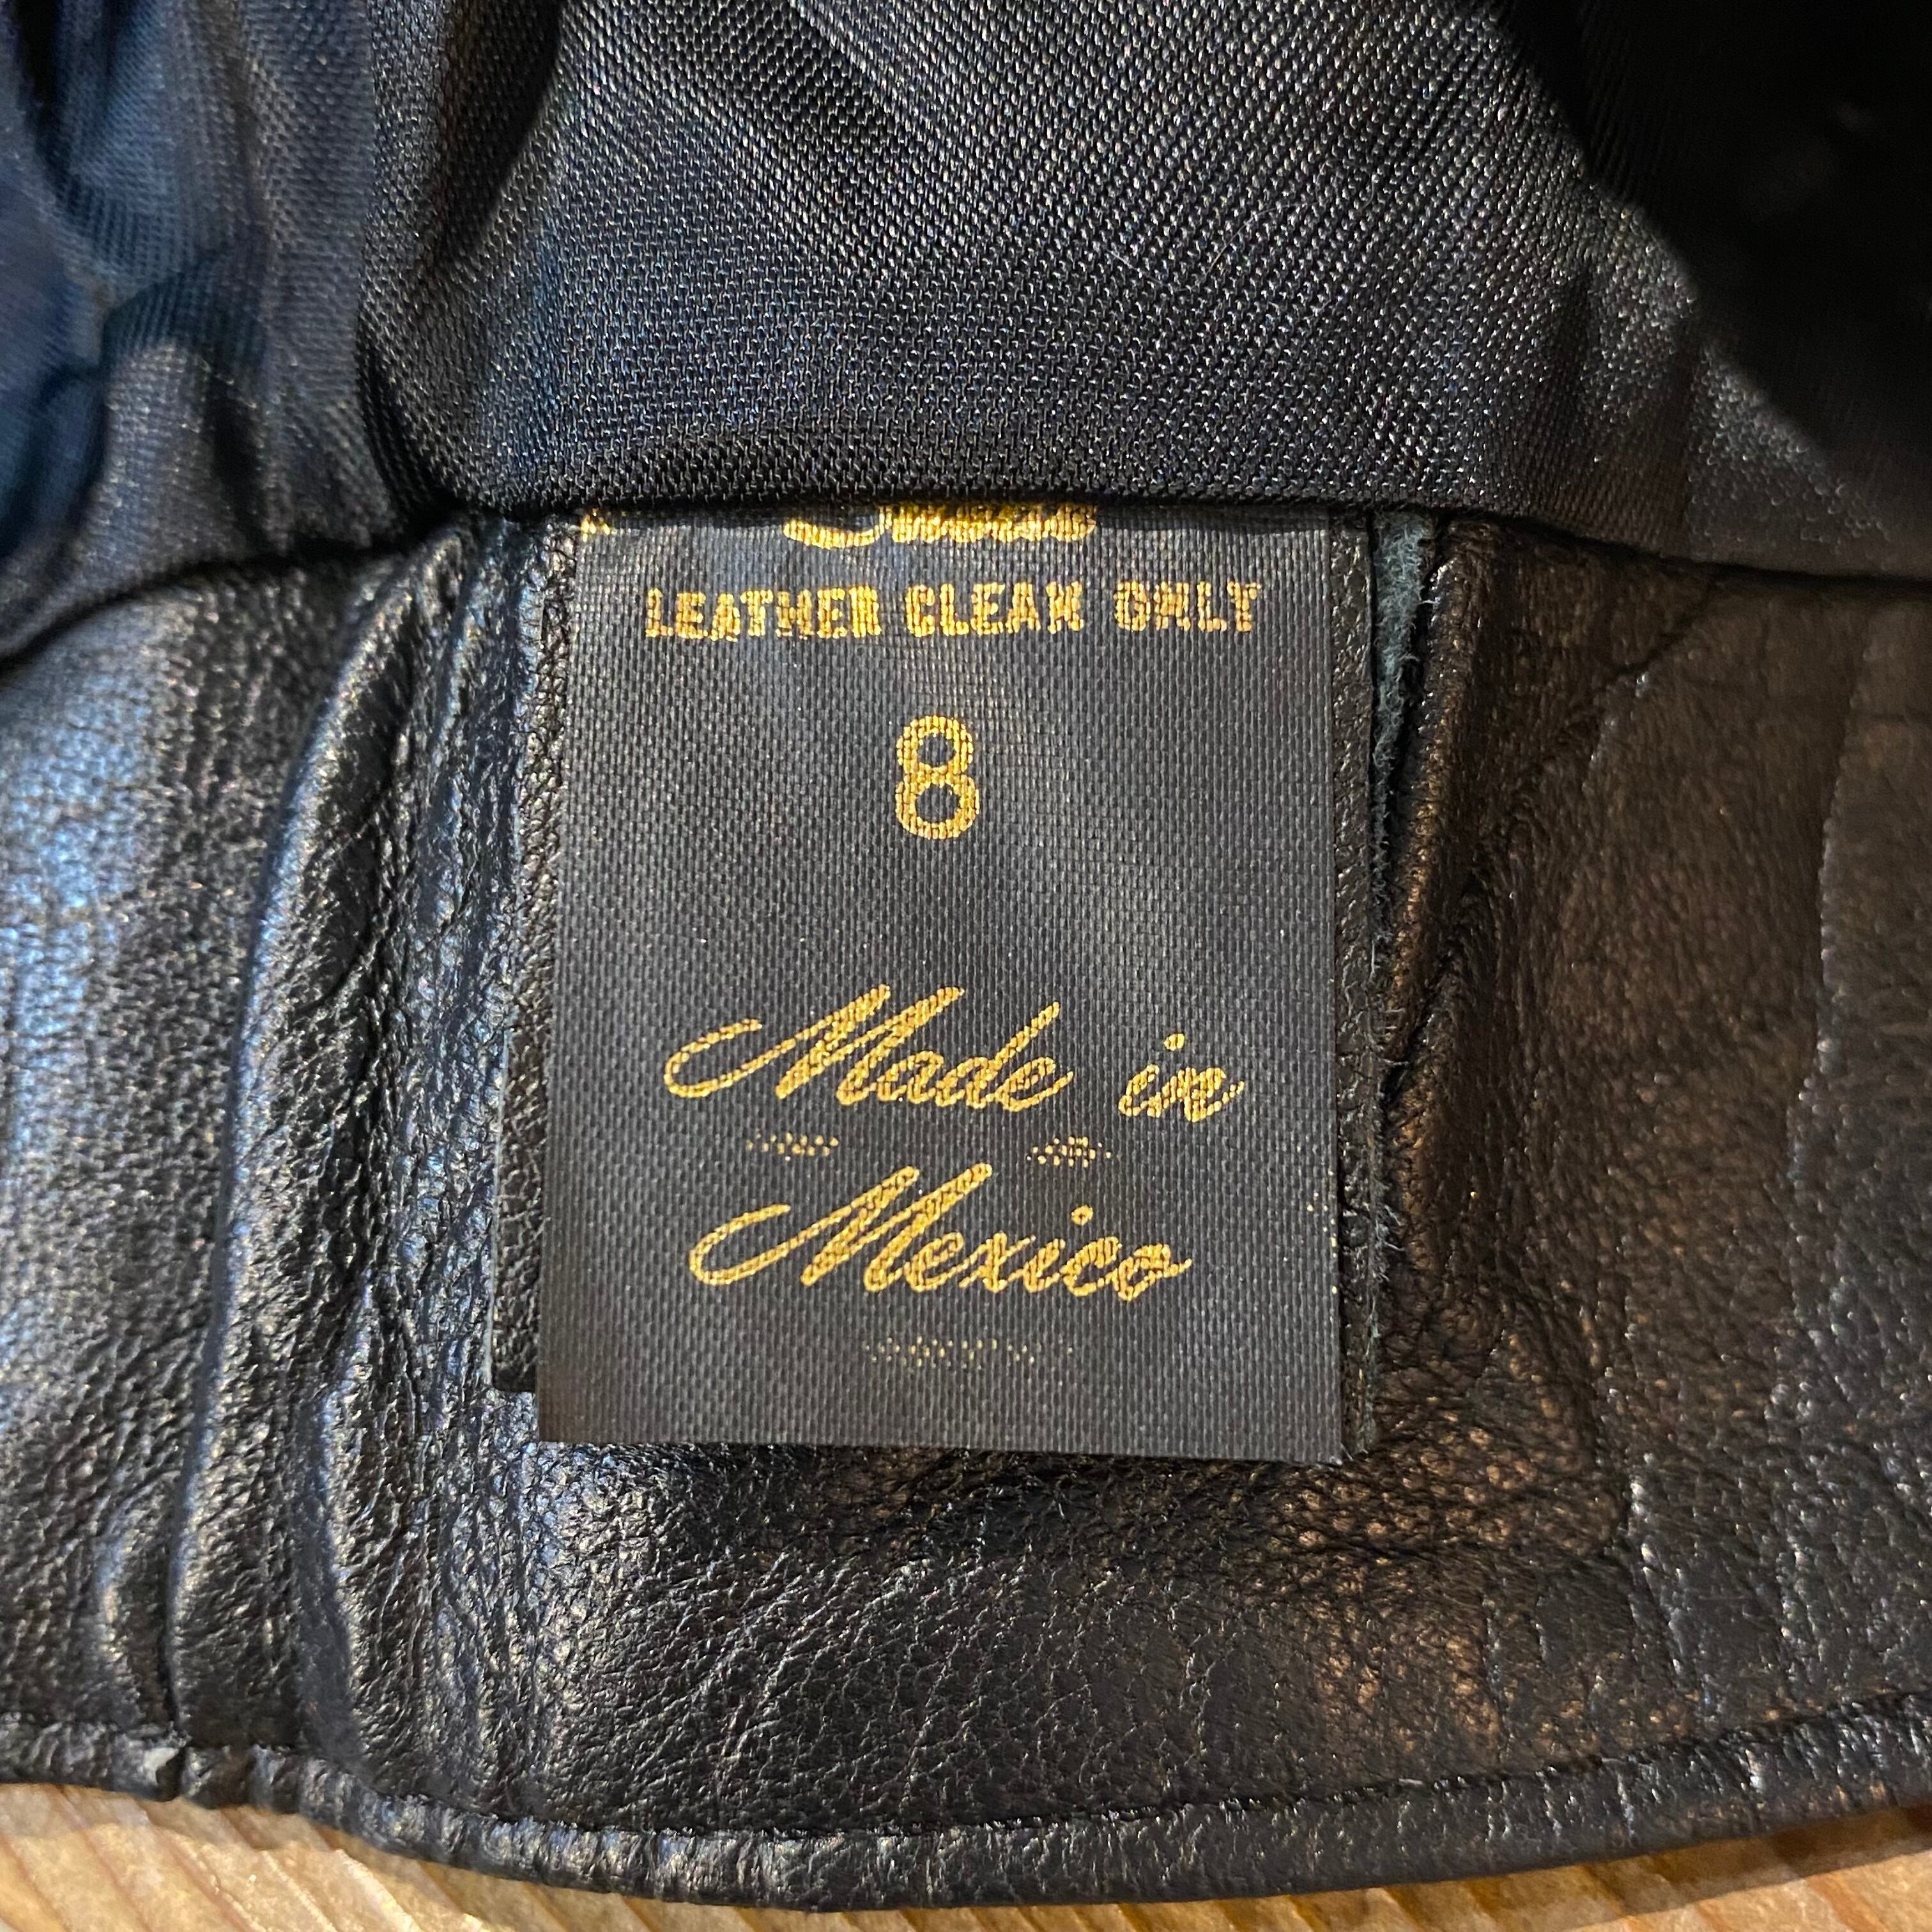 LEATHER CLEAN ONLY
8
Made in
Mexico